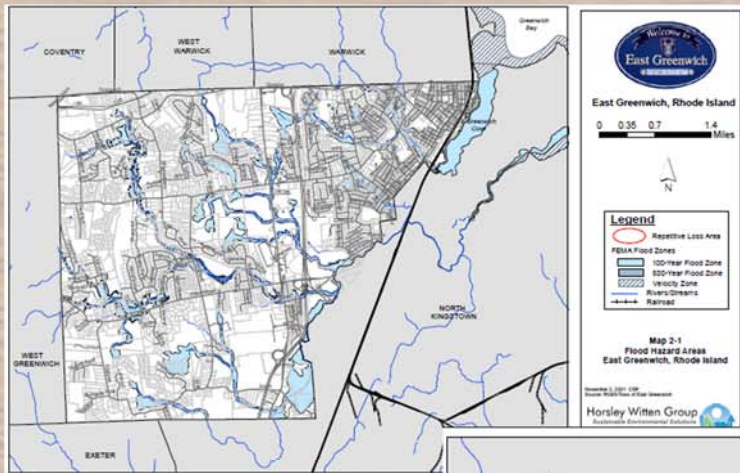 COVENTRY
WEST
WARWICK
WARWICK
Greenwich
Bay
Greenwich
Cove
NORTH
KINGSTOWN
WEST
GREENWICH
EXETER
Welcome to
East Greenwich
East Greenwich, Rhode Island
0 0.35 0.7 1.4
Miles
N
Legend
Repetitive Loss Area
FEMA Flood Zones
100-Year Flood Zone
500-Year Flood Zone
Velocity Zone
Rivers/Streams
Railroad
Map 2-1
Flood Hazard Areas
East Greenwich, Rhode Island
Horsley Witten Group
Sustainable Environmental Solutions